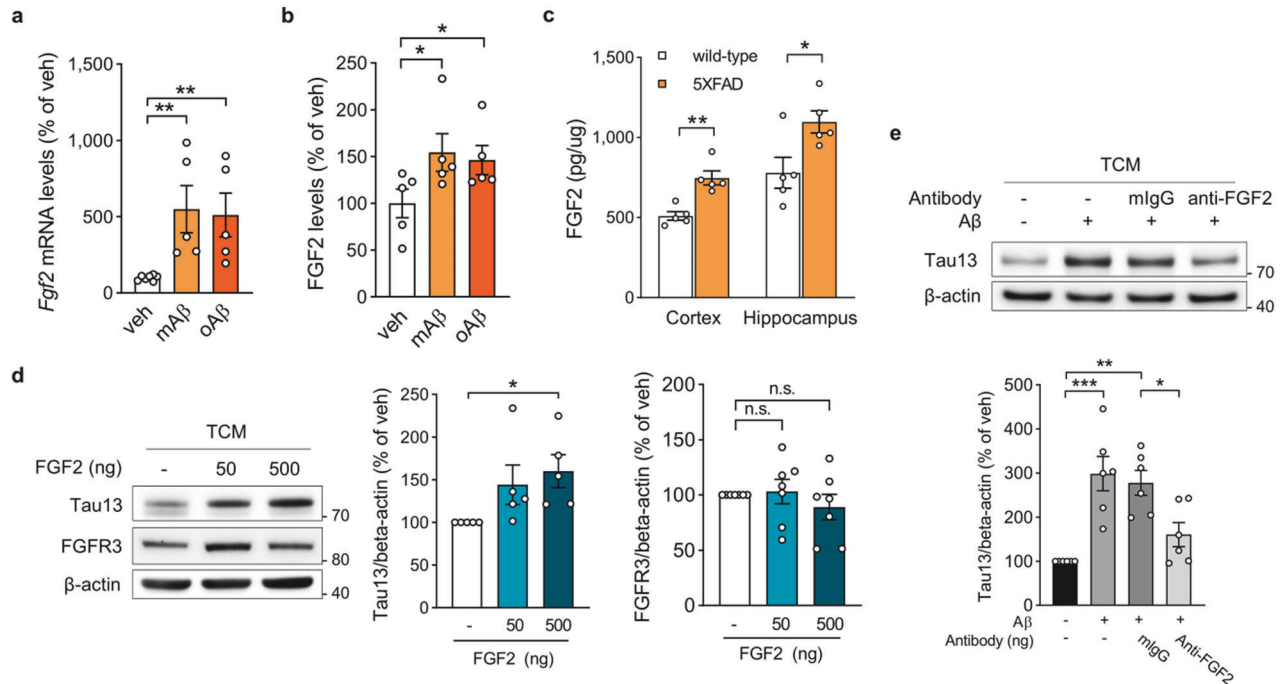 a
Fgf2 mRNA levels (% of veh)
1,500
1,000
500
0
**
**
veh
mAβ
oAβ
b
FGF2 levels (% of veh)
250
200
150
100
50
0
*
*
veh
mAβ
oAβ
c
FGF2 (pg/ug)
1,500
1,000
500
0
wild-type
5XFAD
**
*
Cortex Hippocampus
d
TCM
FGF2 (ng) - 50 500
Tau13
70
FGFR3
80
β-actin
40
Tau13/beta-actin (% of veh)
250
200
150
100
50
0
*
- 50 500
FGF2 (ng)
FGFR3/beta-actin (% of veh)
200
150
100
50
0
n.s.
n.s.
- 50 500
FGF2 (ng)
e
TCM
Antibody - - mIgG anti-FGF2
Aβ - + + +
Tau13
70
β-actin
40
Tau13/beta-actin (% of veh)
500
400
300
200
100
0
**
***
*
Aβ - + + +
Antibody (ng) - - mIgG Anti-FGF2